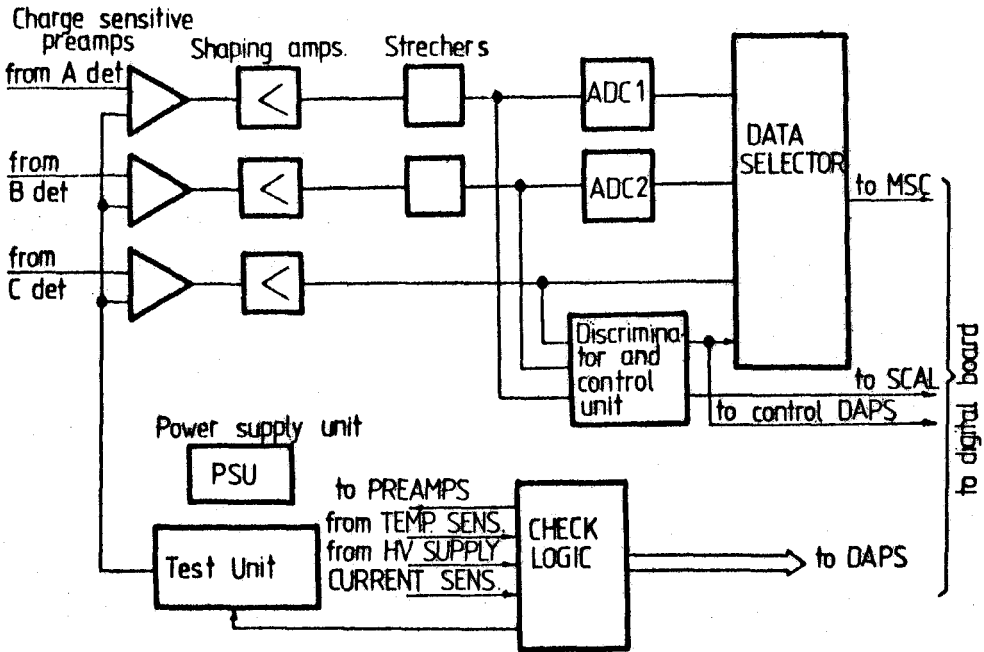 Charge sensitive
preamps
from A det
Shaping amps.
Strechers
ADC1
DATA
SELECTOR
from
B det
ADC2
to MSC
from
C det
Discrimina-
tor and
control
unit
to SCAL
to control DAPS
to digital board
Power supply unit
PSU
to PREAMPS
from TEMP. SENS.
from HV SUPPLY
CURRENT SENS.
CHECK
LOGIC
to DAPS
Test Unit